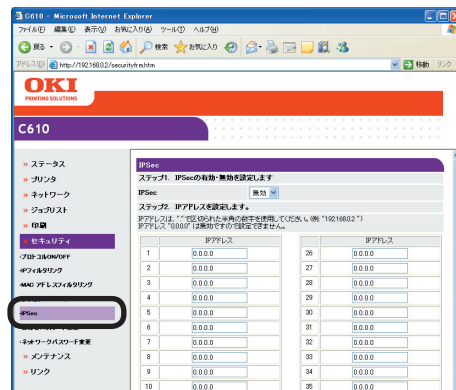 C610 - Microsoft Internet Explorer
ファイル(F) 編集(E) 表示(V) お気に入り(A) ツール(T) ヘルプ(H)
戻る 検索 お気に入り
アドレス(D) http://192.168.0.2/securityfrm.htm 移動 リンク
OKI
PRINTING SOLUTIONS
C610
» ステータス
» プリンタ
» ネットワーク
» ジョブリスト
» 印刷
» セキュリティ
・プロトコルON/OFF
・IPフィルタリング
・MAC アドレスフィルタリング
・IPSec
・ネットワークパスワード変更
» メンテナンス
» リンク
IPSec
ステップ1. IPSecの有効・無効を設定します
IPSec 無効
ステップ2. IPアドレスを設定します。
IPアドレスは、"."で区切られた半角の数字を使用してください。(例 "192.168.0.2 ")
IPアドレス "0.0.0.0" は無効ですので設定できません。
IPアドレス IPアドレス
1 0.0.0.0 26 0.0.0.0
2 0.0.0.0 27 0.0.0.0
3 0.0.0.0 28 0.0.0.0
4 0.0.0.0 29 0.0.0.0
5 0.0.0.0 30 0.0.0.0
6 0.0.0.0 31 0.0.0.0
7 0.0.0.0 32 0.0.0.0
8 0.0.0.0 33 0.0.0.0
9 0.0.0.0 34 0.0.0.0
10 0.0.0.0 35 0.0.0.0